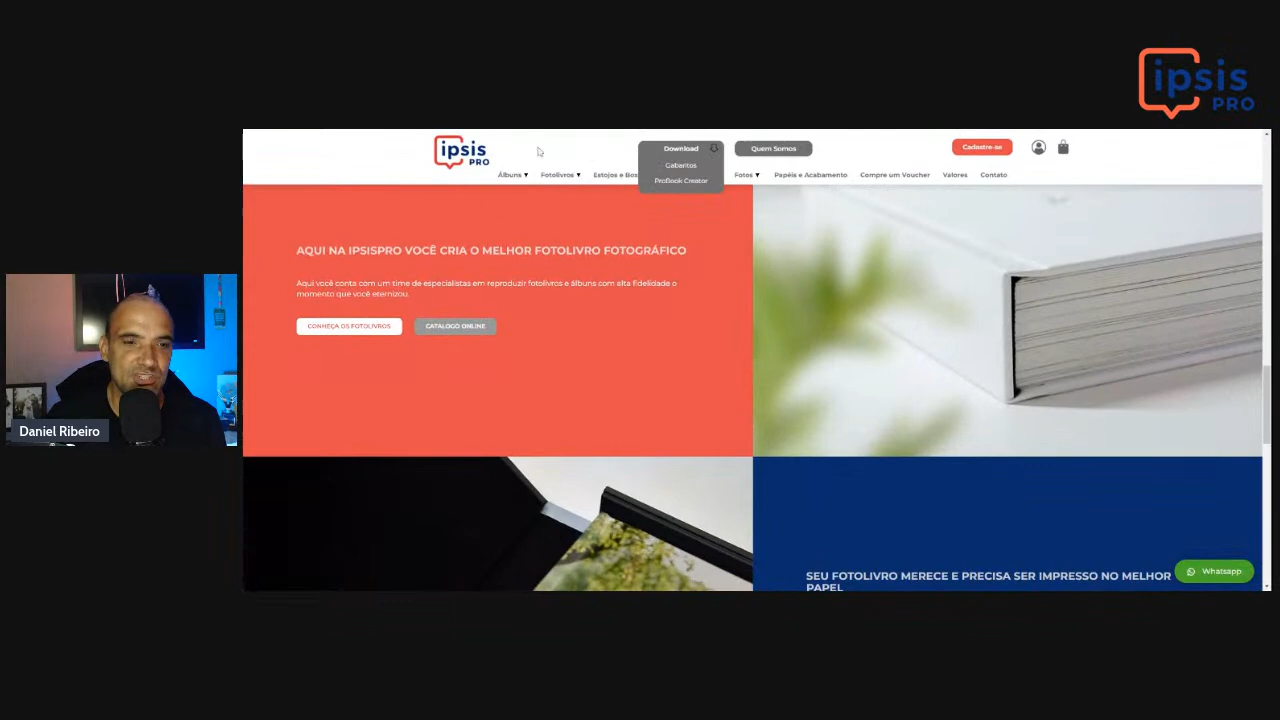 ipsis
PRO
ipsis
PRO
Download
Gabaritos
ProBook Creator
Quem Somos
Cadastre-se
Álbuns ▾
Fotolivros ▾
Estojos e Box
Fotos ▾
Papéis e Acabamento
Compre um Voucher
Valores
Contato
AQUI NA IPSISPRO VOCÊ CRIA O MELHOR FOTOLIVRO FOTOGRÁFICO
Aqui você conta com um time de especialistas em reproduzir fotolivros e álbuns com alta fidelidade o
momento que você eternizou.
CONHEÇA OS FOTOLIVROS
CATALOGO ONLINE
Daniel Ribeiro
SEU FOTOLIVRO MERECE E PRECISA SER IMPRESSO NO MELHOR
PAPEL
Whatsapp